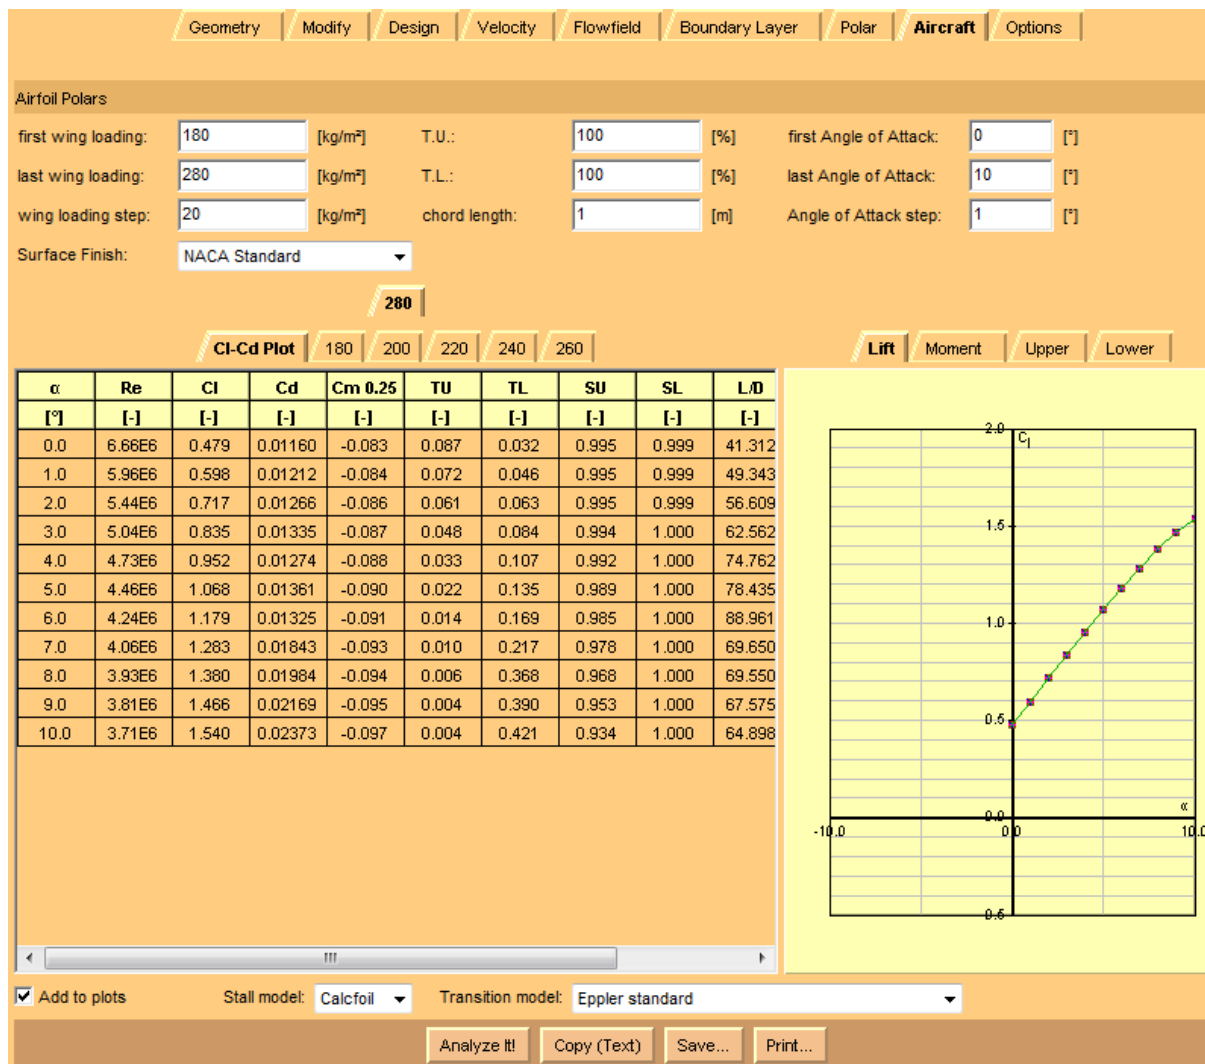 Geometry Modify Design Velocity Flowfield Boundary Layer Polar Aircraft Options
Airfoil Polars
first wing loading: 180 [kg/m²] T.U.: 100 [%] first Angle of Attack: 0 [°]
last wing loading: 280 [kg/m²] T.L.: 100 [%] last Angle of Attack: 10 [°]
wing loading step: 20 [kg/m²] chord length: 1 [m] Angle of Attack step: 1 [°]
Surface Finish: NACA Standard
280
Cl-Cd Plot 180 200 220 240 260
α Re Cl Cd Cm 0.25 TU TL SU SL L/D
[°] [-] [-] [-] [-] [-] [-] [-] [-] [-]
0.0 6.66E6 0.479 0.01160 -0.083 0.087 0.032 0.995 0.999 41.312
1.0 5.96E6 0.598 0.01212 -0.084 0.072 0.046 0.995 0.999 49.343
2.0 5.44E6 0.717 0.01266 -0.086 0.061 0.063 0.995 0.999 56.609
3.0 5.04E6 0.835 0.01335 -0.087 0.048 0.084 0.994 1.000 62.562
4.0 4.73E6 0.952 0.01274 -0.088 0.033 0.107 0.992 1.000 74.762
5.0 4.46E6 1.068 0.01361 -0.090 0.022 0.135 0.989 1.000 78.435
6.0 4.24E6 1.179 0.01325 -0.091 0.014 0.169 0.985 1.000 88.961
7.0 4.06E6 1.283 0.01843 -0.093 0.010 0.217 0.978 1.000 69.650
8.0 3.93E6 1.380 0.01984 -0.094 0.006 0.368 0.968 1.000 69.550
9.0 3.81E6 1.466 0.02169 -0.095 0.004 0.390 0.953 1.000 67.575
10.0 3.71E6 1.540 0.02373 -0.097 0.004 0.421 0.934 1.000 64.898
Lift Moment Upper Lower
2.0 Cl
1.5
1.0
0.5
0.0 α
-10.0 0.0 10.0
0.5
Add to plots Stall model: Calcfoil Transition model: Eppler standard
Analyze It! Copy (Text) Save... Print...